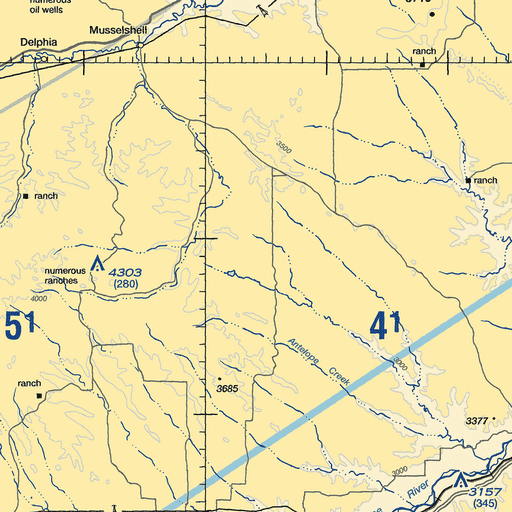 numerous
oil wells
Musselshell
Delphia
ranch
3500
ranch
ranch
numerous
ranches
4303
(280)
4000
5¹
4¹
Antelope Creek
3000
ranch
3685
3377
3000
River
3157
(345)